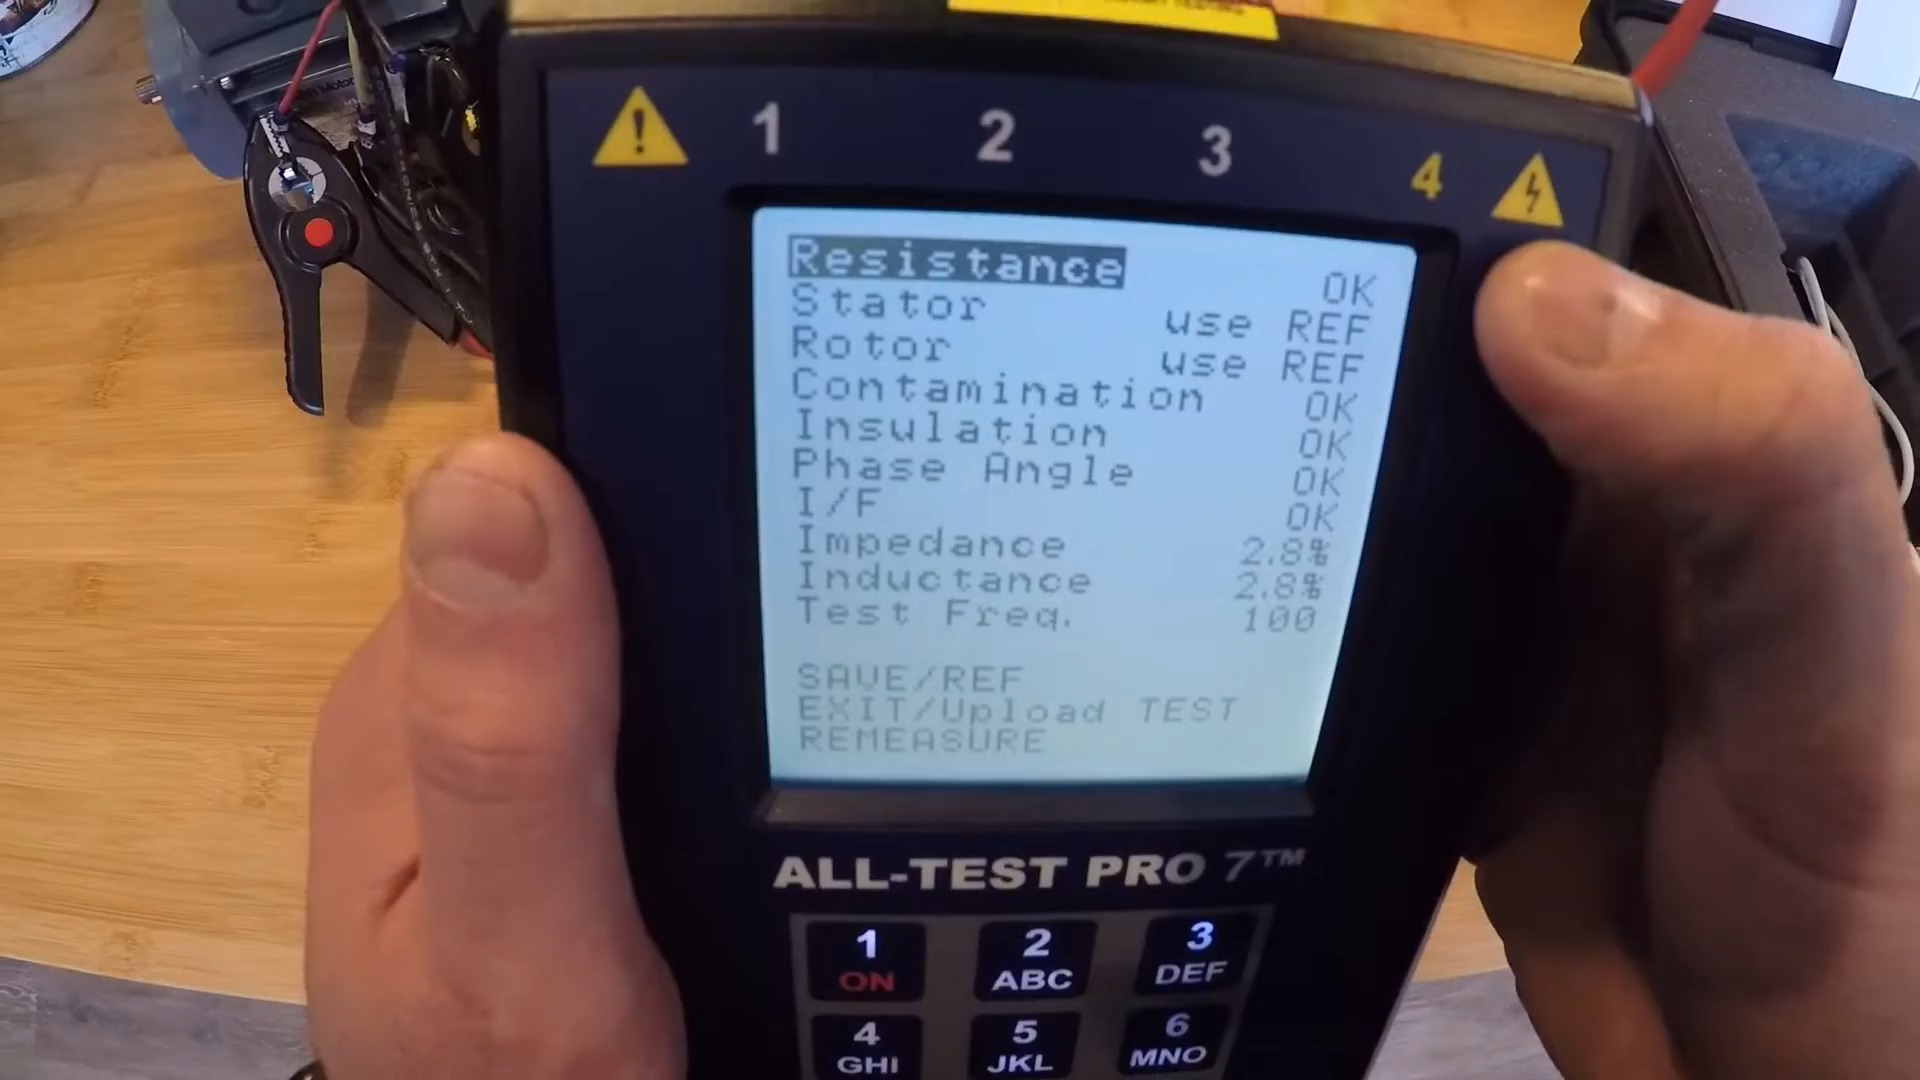 1 2 3 4
Resistance OK
Stator use REF
Rotor use REF
Contamination OK
Insulation OK
Phase Angle OK
I/F OK
Impedance 2.8%
Inductance 2.8%
Test Freq. 100
SAVE/REF
EXIT/Upload TEST
REMEASURE
ALL-TEST PRO 7™
1 2 3
ON ABC DEF
4 5 6
GHI JKL MNO